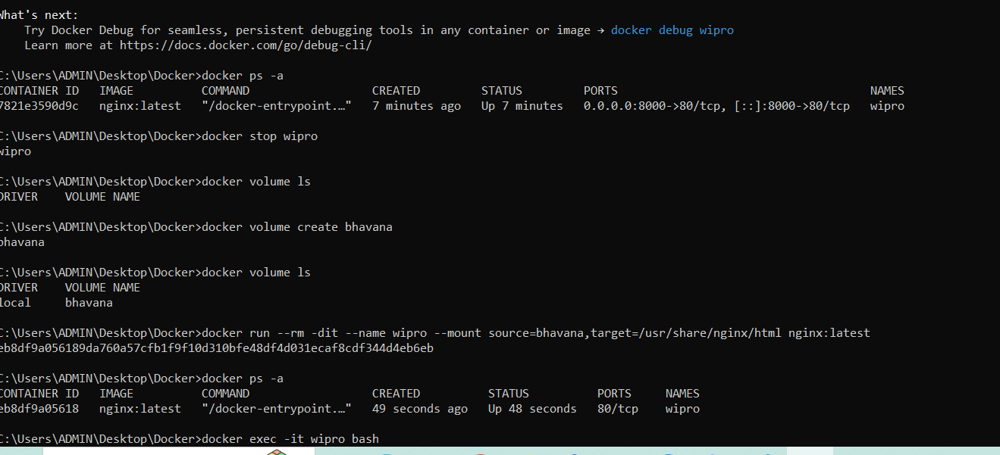 What's next:
Try Docker Debug for seamless, persistent debugging tools in any container or image → docker debug wipro
Learn more at https://docs.docker.com/go/debug-cli/
C:\Users\ADMIN\Desktop\Docker>docker ps -a
CONTAINER ID   IMAGE          COMMAND                  CREATED         STATUS         PORTS                                     NAMES
7821e3590d9c   nginx:latest   "/docker-entrypoint.…"   7 minutes ago   Up 7 minutes   0.0.0.0:8000->80/tcp, [::]:8000->80/tcp   wipro
C:\Users\ADMIN\Desktop\Docker>docker stop wipro
wipro
C:\Users\ADMIN\Desktop\Docker>docker volume ls
DRIVER    VOLUME NAME
C:\Users\ADMIN\Desktop\Docker>docker volume create bhavana
bhavana
C:\Users\ADMIN\Desktop\Docker>docker volume ls
DRIVER    VOLUME NAME
local     bhavana
C:\Users\ADMIN\Desktop\Docker>docker run --rm -dit --name wipro --mount source=bhavana,target=/usr/share/nginx/html nginx:latest
eb8df9a056189da760a57cfb1f9f10d310bfe48df4d031ecaf8cdf344d4eb6eb
C:\Users\ADMIN\Desktop\Docker>docker ps -a
CONTAINER ID   IMAGE          COMMAND                  CREATED          STATUS          PORTS    NAMES
eb8df9a05618   nginx:latest   "/docker-entrypoint.…"   49 seconds ago   Up 48 seconds   80/tcp   wipro
C:\Users\ADMIN\Desktop\Docker>docker exec -it wipro bash